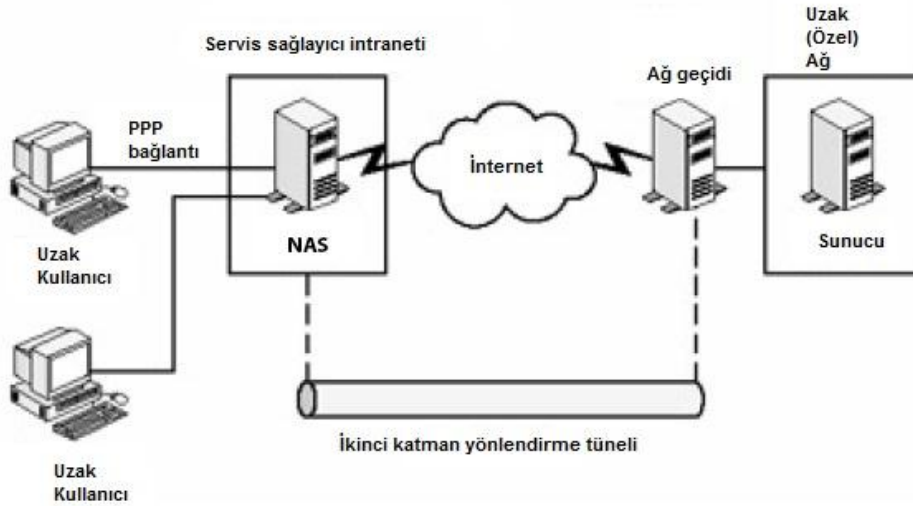 Servis sağlayıcı intraneti
Uzak
(Özel)
Ağ
Ağ geçidi
PPP
bağlantı
İnternet
NAS
Sunucu
Uzak
Kullanıcı
İkinci katman yönlendirme tüneli
Uzak
Kullanıcı